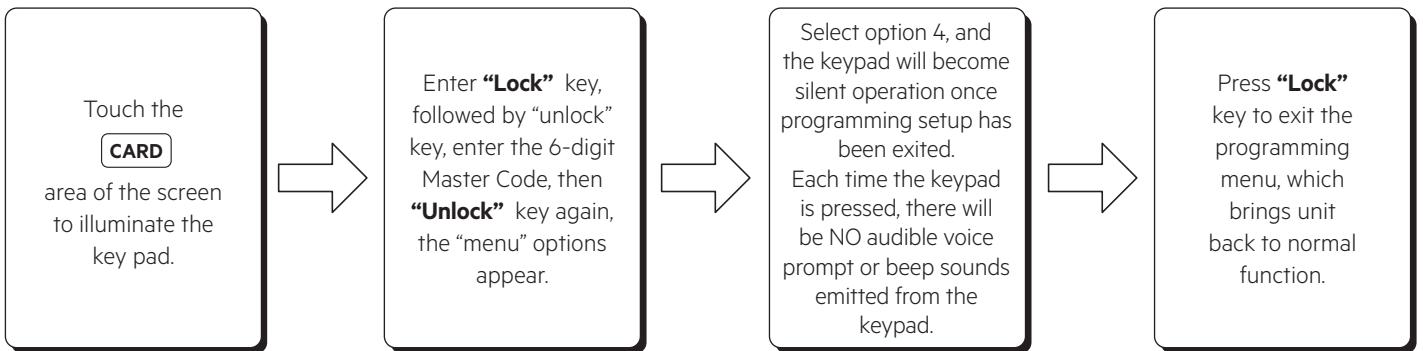 Touch the
CARD
area of the screen
to illuminate the
key pad.
Enter “Lock” key,
followed by “unlock”
key, enter the 6-digit
Master Code, then
“Unlock” key again,
the “menu” options
appear.
Select option 4, and
the keypad will become
silent operation once
programming setup has
been exited.
Each time the keypad
is pressed, there will
be NO audible voice
prompt or beep sounds
emitted from the
keypad.
Press “Lock”
key to exit the
programming
menu, which
brings unit
back to normal
function.